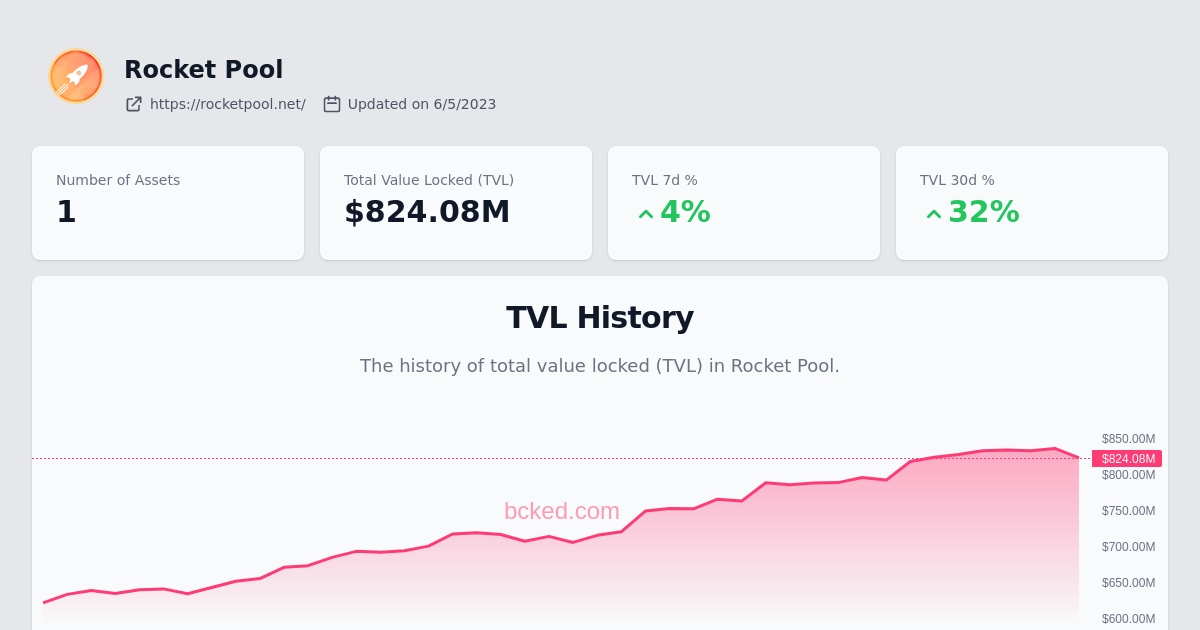 Rocket Pool
https://rocketpool.net/ Updated on 6/5/2023
Number of Assets
1
Total Value Locked (TVL)
$824.08M
TVL 7d %
4%
TVL 30d %
32%
TVL History
The history of total value locked (TVL) in Rocket Pool.
$850.00M
$824.08M
$800.00M
bcked.com
$750.00M
$700.00M
$650.00M
$600.00M